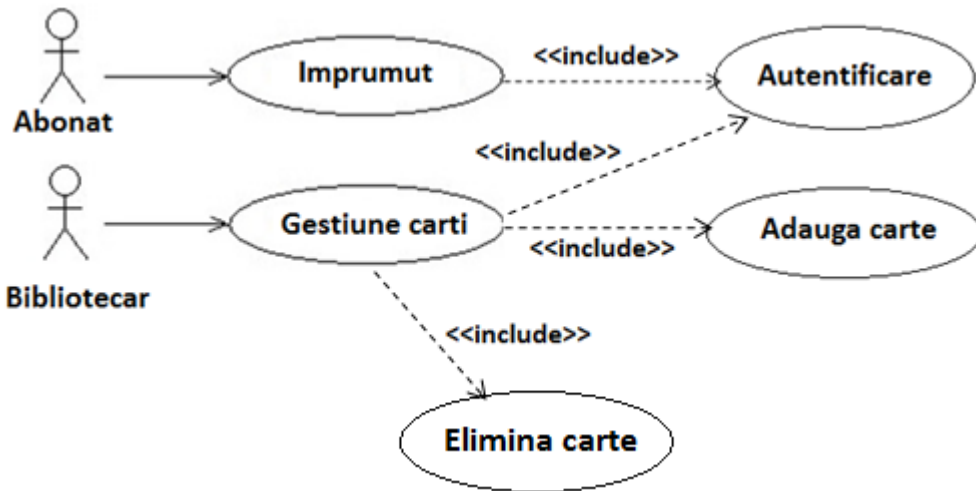 Imprumut
<<include>>
Autentificare
Abonat
<<include>>
Gestiune carti
<<include>>
Adauga carte
Bibliotecar
<<include>>
Elimina carte